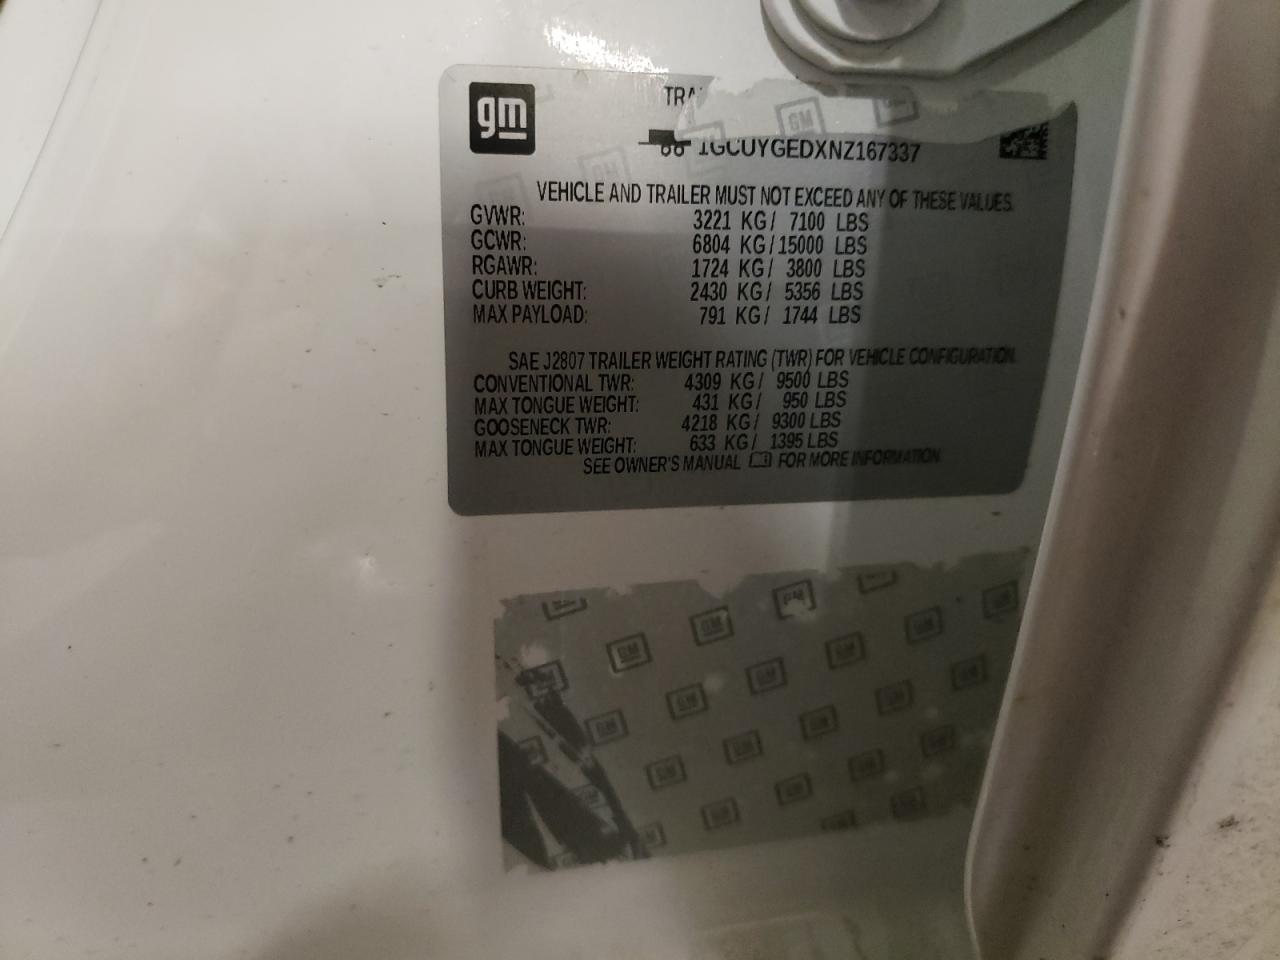 gm
TRA
1GCUYGEDXNZ167337
VEHICLE AND TRAILER MUST NOT EXCEED ANY OF THESE VALUES.
GVWR: 3221 KG/ 7100 LBS
GCWR: 6804 KG/15000 LBS
RGAWR: 1724 KG/ 3800 LBS
CURB WEIGHT: 2430 KG/ 5356 LBS
MAX PAYLOAD: 791 KG/ 1744 LBS
SAE J2807 TRAILER WEIGHT RATING (TWR) FOR VEHICLE CONFIGURATION.
CONVENTIONAL TWR: 4309 KG/ 9500 LBS
MAX TONGUE WEIGHT: 431 KG/ 950 LBS
GOOSENECK TWR: 4218 KG/ 9300 LBS
MAX TONGUE WEIGHT: 633 KG/ 1395 LBS
SEE OWNER'S MANUAL FOR MORE INFORMATION